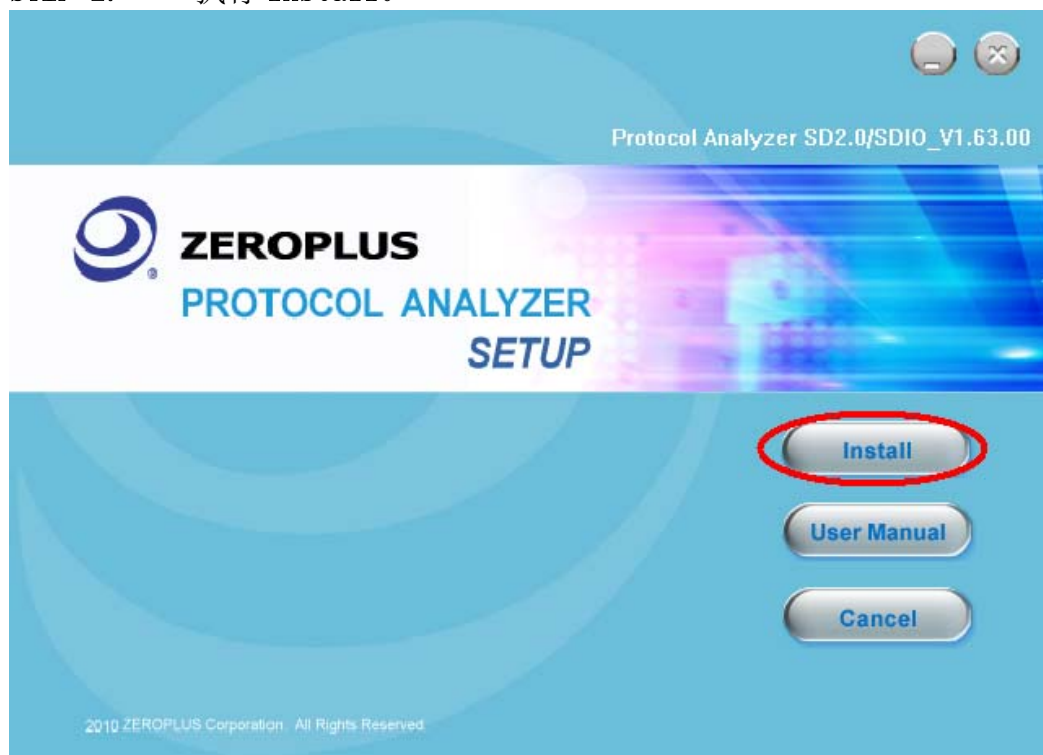 Protocol Analyzer SD2.0/SDIO_V1.63.00
ZEROPLUS
PROTOCOL ANALYZER
SETUP
Install
User Manual
Cancel
2010 ZEROPLUS Corporation. All Rights Reserved.